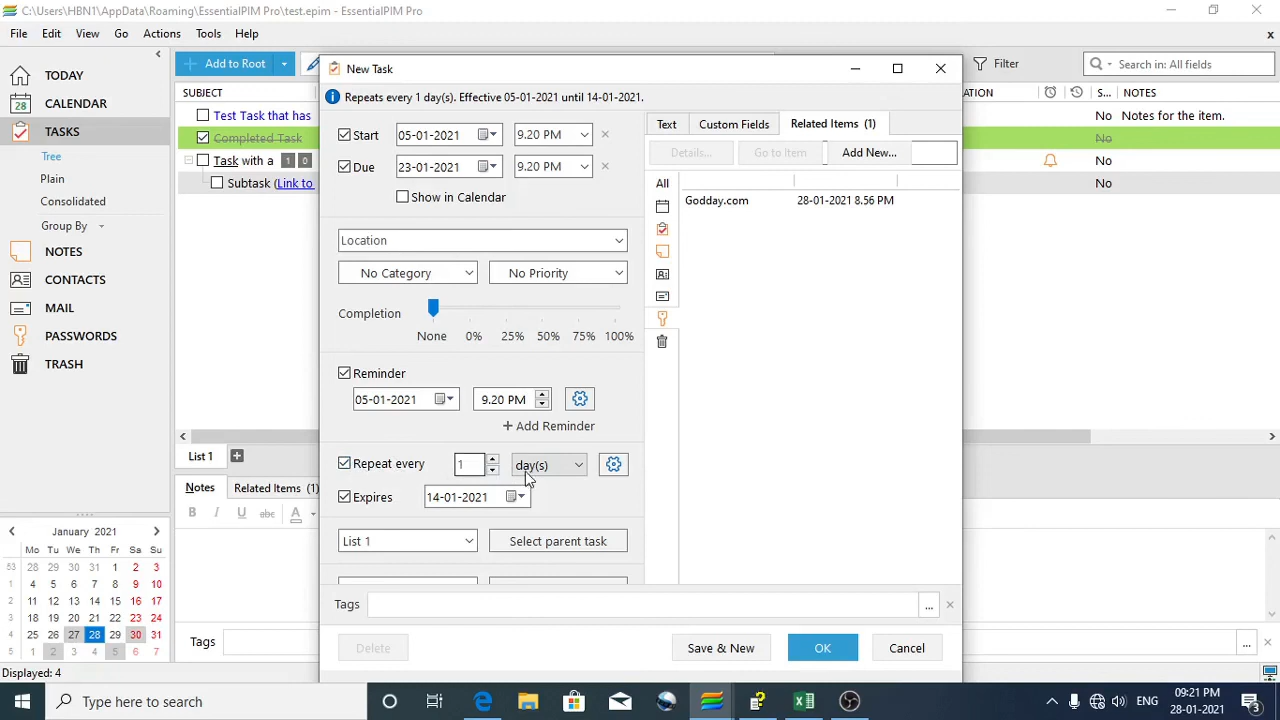 C:\Users\HBN1\AppData\Roaming\EssentialPIM Pro\test.epim - EssentialPIM Pro
File Edit View Go Actions Tools Help x
TODAY
28 CALENDAR
TASKS
Tree
Plain
Consolidated
Group By
NOTES
CONTACTS
MAIL
PASSWORDS
TRASH
Add to Root
Filter
Search in: All fields
SUBJECT
S... NOTES
Test Task that has
Notes for the item.
Completed Task
No
Task with a 1 0
No
Subtask (Link to
No
List 1
Notes Related Items (1)
B I U abc A
Tags ...
January 2021
Mo Tu We Th Fr Sa Su
53 28 29 30 31 1 2 3
1 4 5 6 7 8 9 10
2 11 12 13 14 15 16 17
3 18 19 20 21 22 23 24
4 25 26 27 28 29 30 31
5 1 2 3 4 5 6 7
Displayed: 4
New Task
Repeats every 1 day(s). Effective 05-01-2021 until 14-01-2021.
Start 05-01-2021 9.20 PM
Due 23-01-2021 9.20 PM
Show in Calendar
Location
No Category No Priority
Completion
None 0% 25% 50% 75% 100%
Reminder
05-01-2021 9.20 PM
+ Add Reminder
Repeat every 1 day(s)
Expires 14-01-2021
List 1 Select parent task
Text Custom Fields Related Items (1)
Details... Go to Item Add New...
All
Godday.com 28-01-2021 8.56 PM
Tags ...
Delete Save & New OK Cancel
Type here to search
ENG
09:21 PM
28-01-2021
3